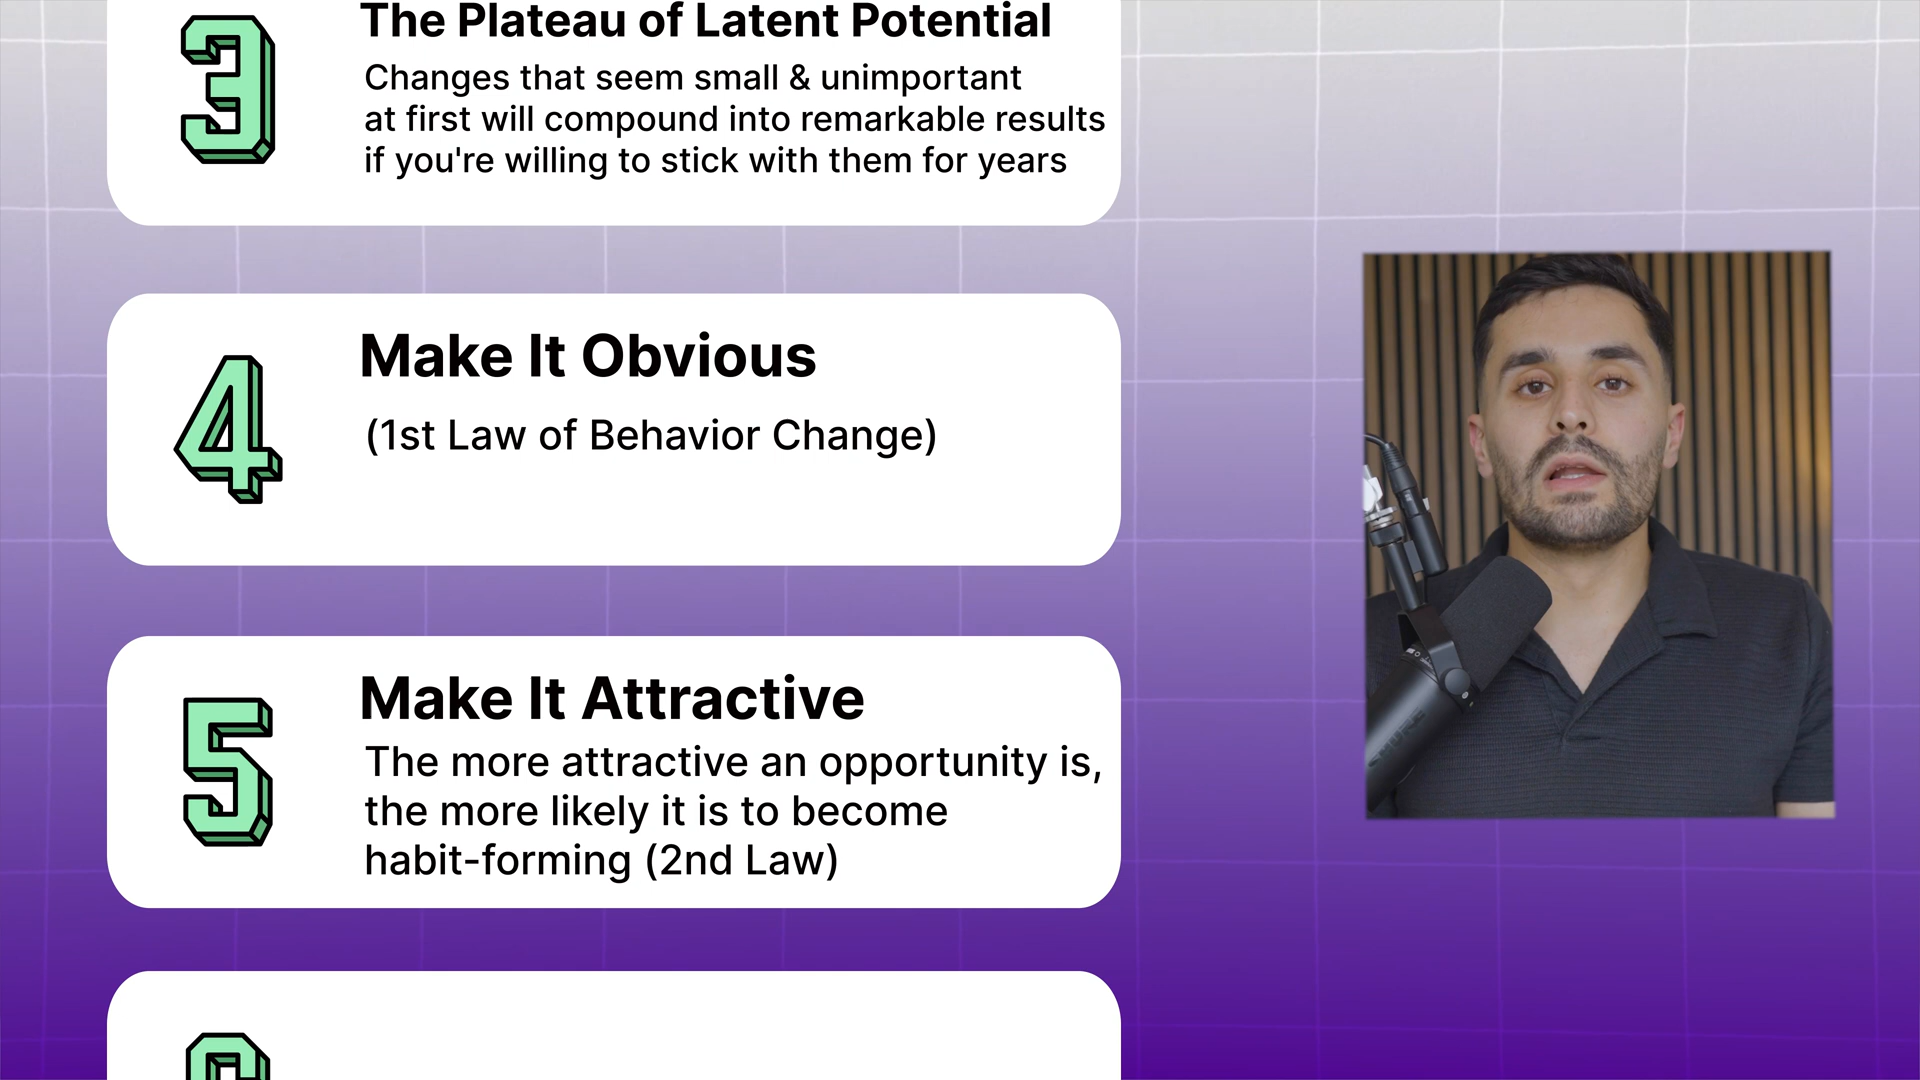 3
The Plateau of Latent Potential
Changes that seem small & unimportant
at first will compound into remarkable results
if you're willing to stick with them for years
4
Make It Obvious
(1st Law of Behavior Change)
5
Make It Attractive
The more attractive an opportunity is,
the more likely it is to become
habit-forming (2nd Law)